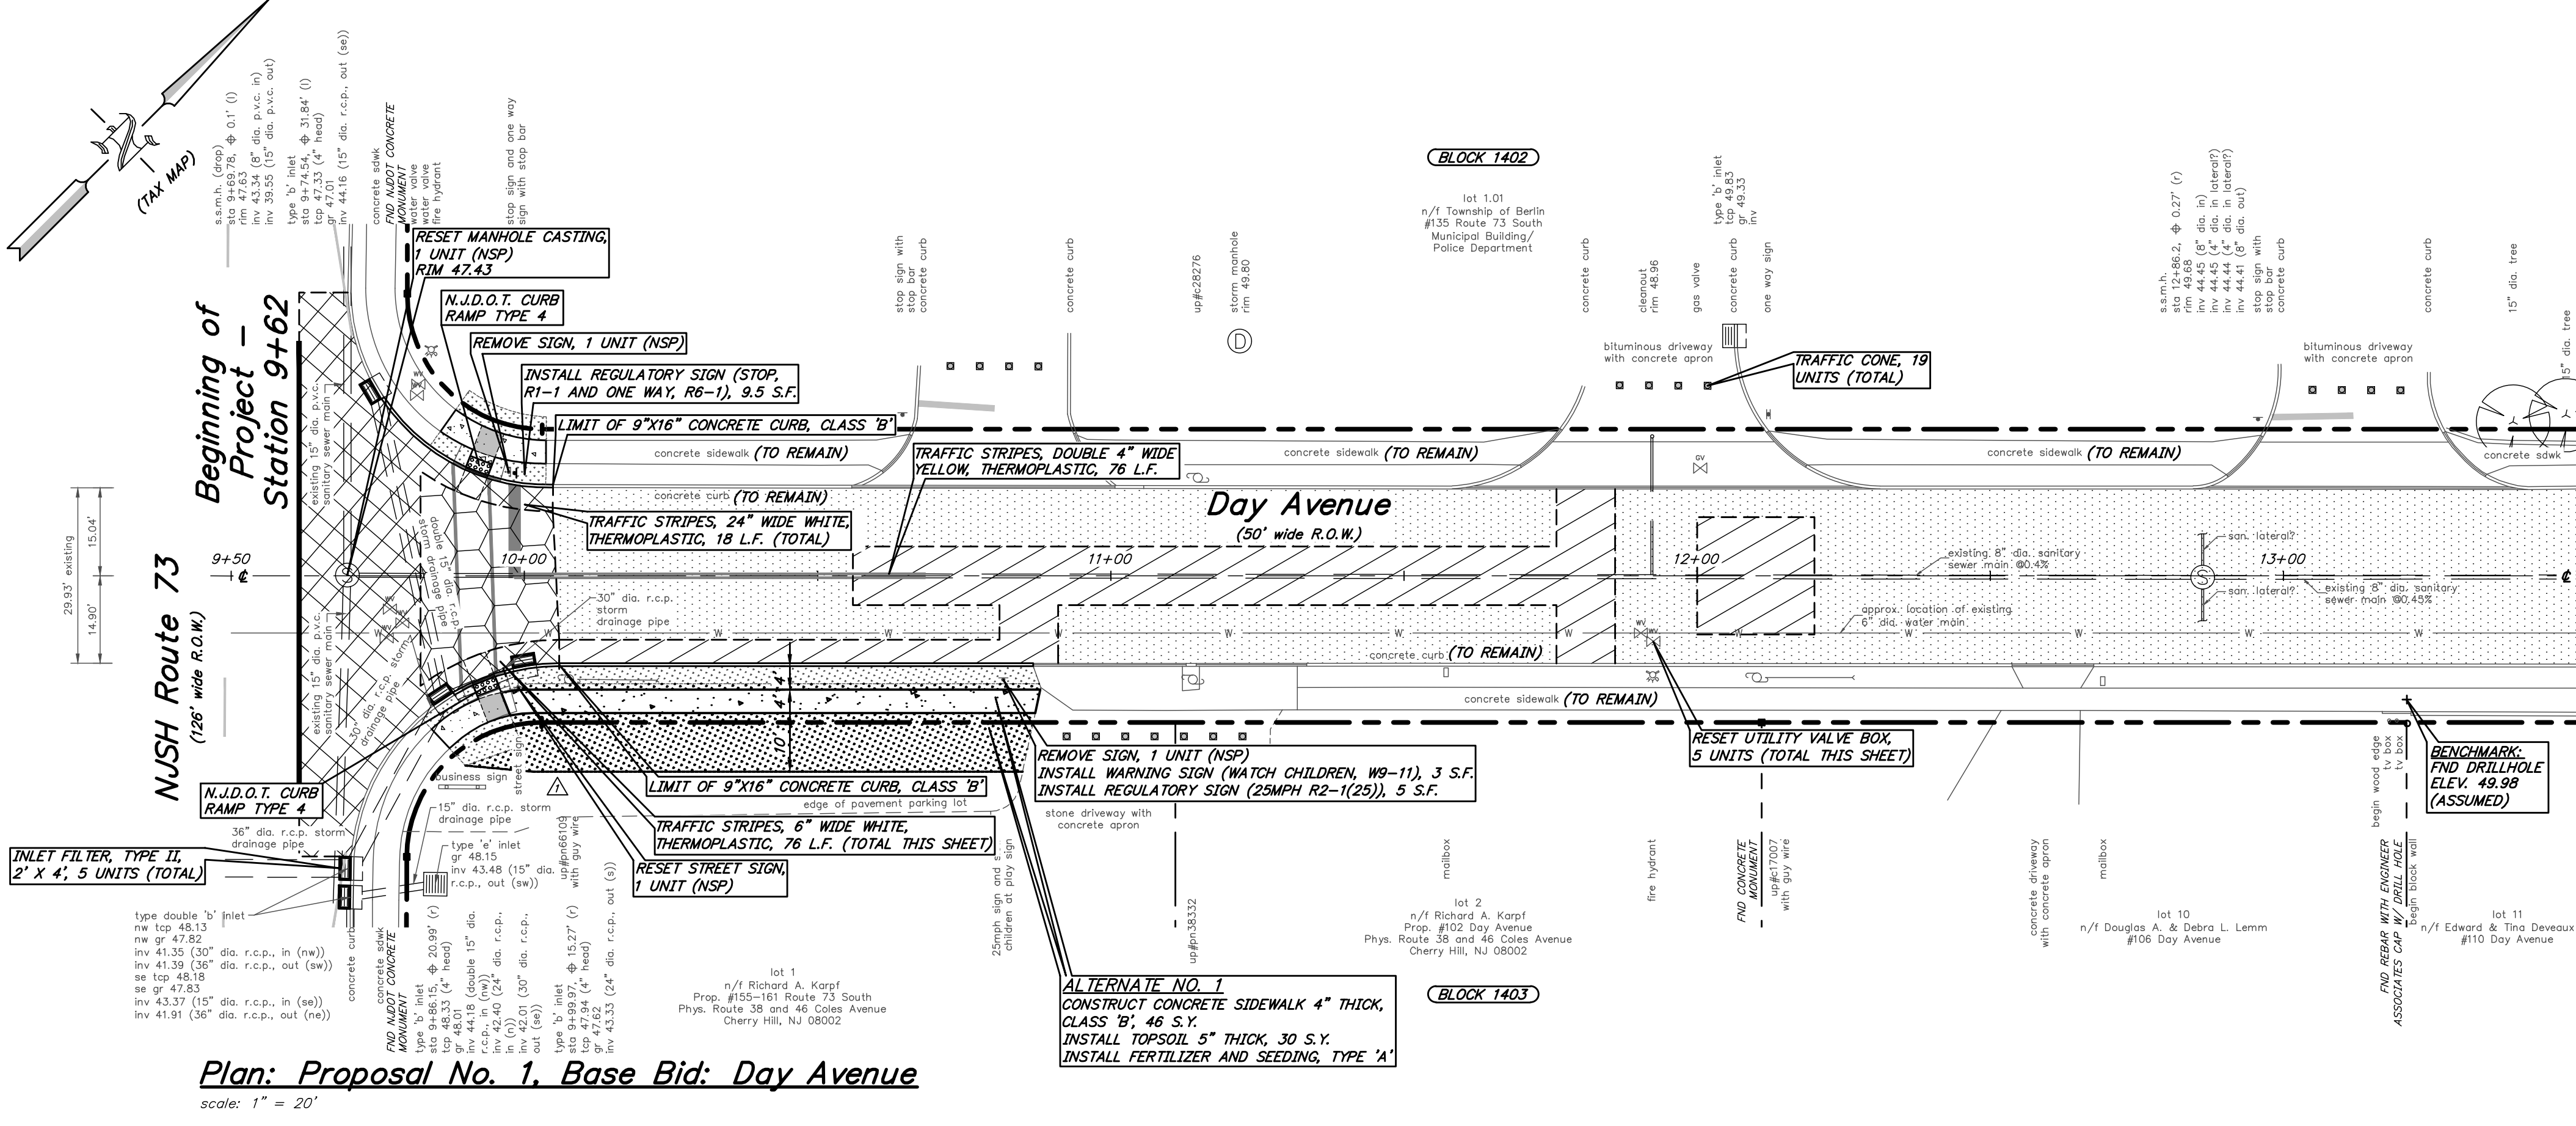 (TAX MAP)
s.s.m.h. (drop)
sta 9+69.78, ⌖ 0.1' (l)
rim 47.63
inv 43.34 (8" dia. p.v.c. in)
inv 39.55 (15" dia. p.v.c. out)
type 'b' inlet
sta 9+74.54, ⌖ 31.84' (l)
tcp 47.33 (4" head)
gr 47.01
inv 44.16 (15" dia. r.c.p., out (se))
concrete sdwk
FND NJDOT CONCRETE
MONUMENT
water valve
water valve
fire hydrant
stop sign and one way
sign with stop bar
RESET MANHOLE CASTING,
1 UNIT (NSP)
RIM 47.43
N.J.D.O.T. CURB
RAMP TYPE 4
REMOVE SIGN, 1 UNIT (NSP)
INSTALL REGULATORY SIGN (STOP,
R1-1 AND ONE WAY, R6-1), 9.5 S.F.
LIMIT OF 9"X16" CONCRETE CURB, CLASS 'B'
stop sign with
stop bar
concrete curb
concrete curb
up#c28276
storm manhole
rim 49.80
D
BLOCK 1402
lot 1.01
n/f Township of Berlin
#135 Route 73 South
Municipal Building/
Police Department
concrete curb
cleanout
rim 48.96
gas valve
type 'b' inlet
tcp 49.83
gr 49.33
inv
concrete curb
one way sign
bituminous driveway
with concrete apron
TRAFFIC CONE, 19
UNITS (TOTAL)
s.s.m.h.
sta 12+86.2, ⌖ 0.27' (r)
rim 49.68
inv 44.45 (8" dia. in)
inv 44.45 (4" dia. in lateral?)
inv 44.44 (4" dia. in lateral?)
inv 44.41 (8" dia. out)
stop sign with
stop bar
concrete curb
bituminous driveway
with concrete apron
concrete curb
15" dia. tree
15" dia. tree
Beginning of
Project -
Station 9+62
existing 15" dia. p.v.c.
sanitary sewer main
WV
WV
concrete sidewalk (TO REMAIN)
TRAFFIC STRIPES, DOUBLE 4" WIDE
YELLOW, THERMOPLASTIC, 76 L.F.
concrete sidewalk (TO REMAIN)
GV
concrete sidewalk (TO REMAIN)
concrete sdwk
concrete curb (TO REMAIN)
Day Avenue
(50' wide R.O.W.)
TRAFFIC STRIPES, 24" WIDE WHITE,
THERMOPLASTIC, 18 L.F. (TOTAL)
double 15" dia. r.c.p.
storm drainage pipe
29.93' existing
15.04'
14.90'
9+50
10+00
11+00
12+00
13+00
S
S
existing 8" dia. sanitary
sewer main @0.4%
san. lateral?
san. lateral?
existing 8" dia. sanitary
sewer main @0.45%
approx. location of existing
6" dia. water main
NJSH Route 73
(126' wide R.O.W.)
30" dia. r.c.p.
storm
drainage pipe
WV
WV
WV
W W W W W W W W W W W W
WV
WV
existing 15" dia. p.v.c.
sanitary sewer main
30" dia. r.c.p. storm
drainage pipe
concrete curb (TO REMAIN)
concrete sidewalk (TO REMAIN)
4'
4'
10'
N.J.D.O.T. CURB
RAMP TYPE 4
business sign
street sign
1
LIMIT OF 9"X16" CONCRETE CURB, CLASS 'B'
edge of pavement parking lot
REMOVE SIGN, 1 UNIT (NSP)
INSTALL WARNING SIGN (WATCH CHILDREN, W9-11), 3 S.F.
INSTALL REGULATORY SIGN (25MPH R2-1(25)), 5 S.F.
RESET UTILITY VALVE BOX,
5 UNITS (TOTAL THIS SHEET)
BENCHMARK:
FND DRILLHOLE
ELEV. 49.98
(ASSUMED)
begin wood edge
tv box
tv box
stone driveway with
concrete apron
15" dia. r.c.p. storm
drainage pipe
36" dia. r.c.p. storm
drainage pipe
TRAFFIC STRIPES, 6" WIDE WHITE,
THERMOPLASTIC, 76 L.F. (TOTAL THIS SHEET)
RESET STREET SIGN,
1 UNIT (NSP)
INLET FILTER, TYPE II,
2' X 4', 5 UNITS (TOTAL)
type 'e' inlet
gr 48.15
inv 43.48 (15" dia.
r.c.p., out (sw))
up#pn66109
with guy wire
type double 'b' inlet
nw tcp 48.13
nw gr 47.82
inv 41.35 (30" dia. r.c.p., in (nw))
inv 41.39 (36" dia. r.c.p., out (sw))
se tcp 48.18
se gr 47.83
inv 43.37 (15" dia. r.c.p., in (se))
inv 41.91 (36" dia. r.c.p., out (ne))
concrete curb
concrete sdwk
FND NJDOT CONCRETE
MONUMENT
type 'b' inlet
sta 9+86.15, ⌖ 20.99' (r)
tcp 48.33 (4" head)
gr 48.01
inv 44.18 (double 15" dia.
r.c.p., in (nw))
inv 42.40 (24" dia. r.c.p.,
in (n))
inv 42.01 (30" dia. r.c.p.,
out (se))
type 'b' inlet
sta 9+99.97, ⌖ 15.27' (r)
tcp 47.94 (4" head)
gr 47.62
inv 43.33 (24" dia. r.c.p., out (s))
lot 1
n/f Richard A. Karpf
Prop. #155-161 Route 73 South
Phys. Route 38 and 46 Coles Avenue
Cherry Hill, NJ 08002
25mph sign and s
children at play sign
up#pn38332
ALTERNATE NO. 1
CONSTRUCT CONCRETE SIDEWALK 4" THICK,
CLASS 'B', 46 S.Y.
INSTALL TOPSOIL 5" THICK, 30 S.Y.
INSTALL FERTILIZER AND SEEDING, TYPE 'A'
mailbox
lot 2
n/f Richard A. Karpf
Prop. #102 Day Avenue
Phys. Route 38 and 46 Coles Avenue
Cherry Hill, NJ 08002
BLOCK 1403
fire hydrant
FND CONCRETE
MONUMENT
up#c17007
with guy wire
concrete driveway
with concrete apron
mailbox
lot 10
n/f Douglas A. & Debra L. Lemm
#106 Day Avenue
FND REBAR WITH ENGINEER
ASSOCIATES CAP W/ DRILL HOLE
begin block wall
lot 11
n/f Edward & Tina Deveaux
#110 Day Avenue
Plan: Proposal No. 1, Base Bid: Day Avenue
scale: 1" = 20'